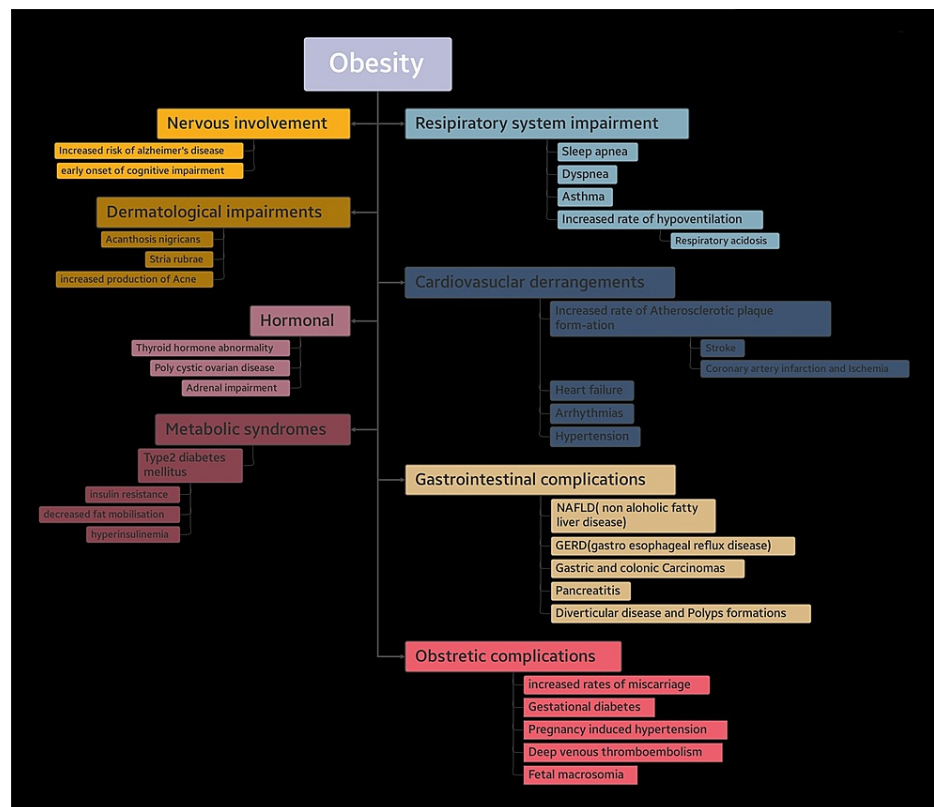 Obesity
Nervous involvement
Increased risk of alzheimer's disease
early onset of cognitive impairment
Dermatological impairments
Acanthosis nigricans
Stria rubrae
increased production of Acne
Hormonal
Thyroid hormone abnormality
Poly cystic ovarian disease
Adrenal impairment
Metabolic syndromes
Type2 diabetes
mellitus
insulin resistance
decreased fat mobilisation
hyperinsulinemia
Resipiratory system impairment
Sleep apnea
Dyspnea
Asthma
Increased rate of hypoventilation
Respiratory acidosis
Cardiovasuclar derrangements
Increased rate of Atherosclerotic plaque
form-ation
Stroke
Coronary artery infarction and Ischemia
Heart failure
Arrhythmias
Hypertension
Gastrointestinal complications
NAFLD( non aloholic fatty
liver disease)
GERD(gastro esophageal reflux disease)
Gastric and colonic Carcinomas
Pancreatitis
Diverticular disease and Polyps formations
Obstretic complications
increased rates of miscarriage
Gestational diabetes
Pregnancy induced hypertension
Deep venous thromboembolism
Fetal macrosomia